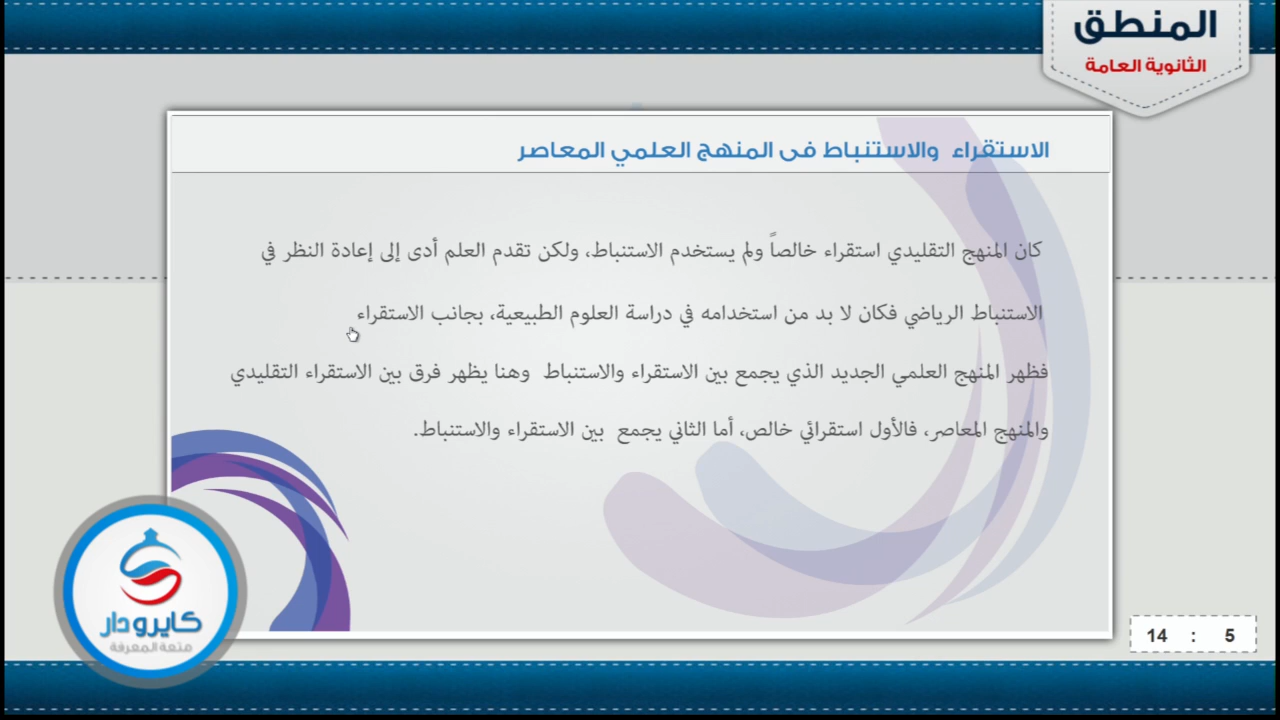 المنطق
الثانوية العامة
الاستقراء والاستنباط فى المنهج العلمي المعاصر
كان المنهج التقليدي استقراء خالصاً ولم يستخدم الاستنباط، ولكن تقدم العلم أدى إلى إعادة النظر في
الاستنباط الرياضي فكان لا بد من استخدامه في دراسة العلوم الطبيعية، بجانب الاستقراء
فظهر المنهج العلمي الجديد الذي يجمع بين الاستقراء والاستنباط وهنا يظهر فرق بين الاستقراء التقليدي
والمنهج المعاصر، فالأول استقرائي خالص، أما الثاني يجمع بين الاستقراء والاستنباط.
كايرودار
متعة المعرفة
14 : 5